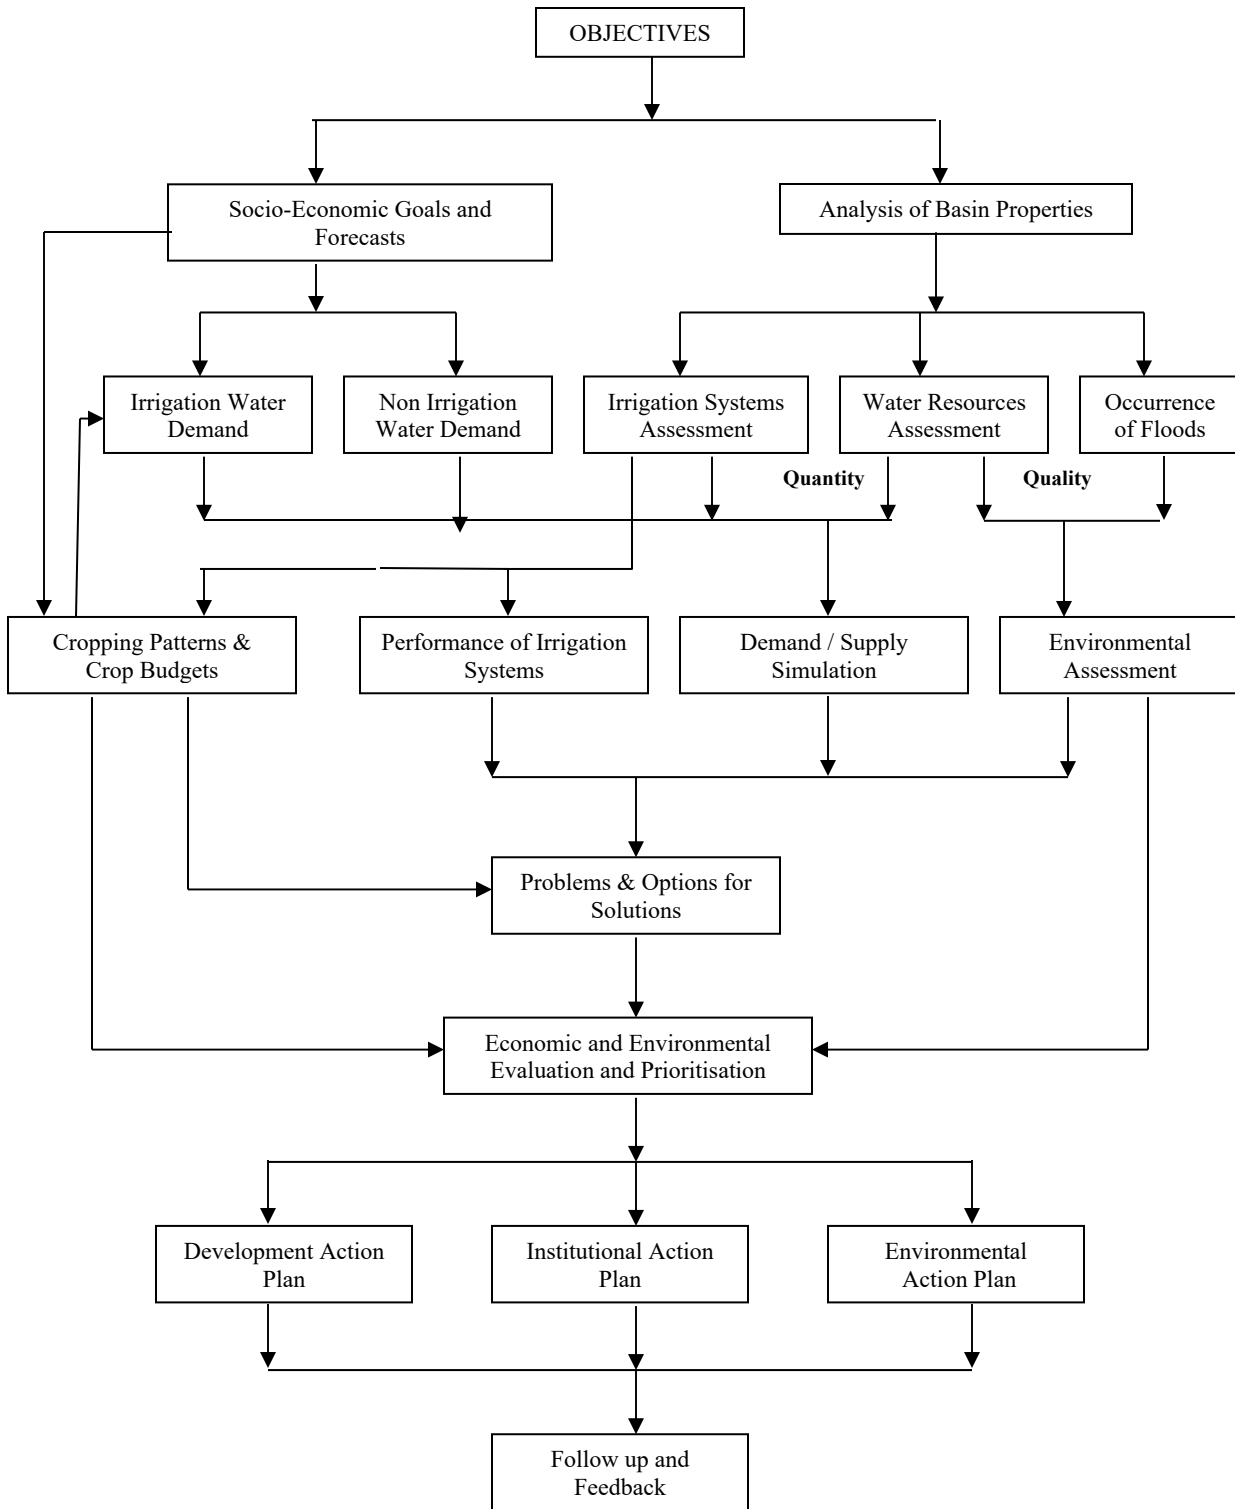 OBJECTIVES
Socio-Economic Goals and
Forecasts
Analysis of Basin Properties
Irrigation Water
Demand
Non Irrigation
Water Demand
Irrigation Systems
Assessment
Water Resources
Assessment
Occurrence
of Floods
Quantity
Quality
Cropping Patterns &
Crop Budgets
Performance of Irrigation
Systems
Demand / Supply
Simulation
Environmental
Assessment
Problems & Options for
Solutions
Economic and Environmental
Evaluation and Prioritisation
Development Action
Plan
Institutional Action
Plan
Environmental
Action Plan
Follow up and
Feedback